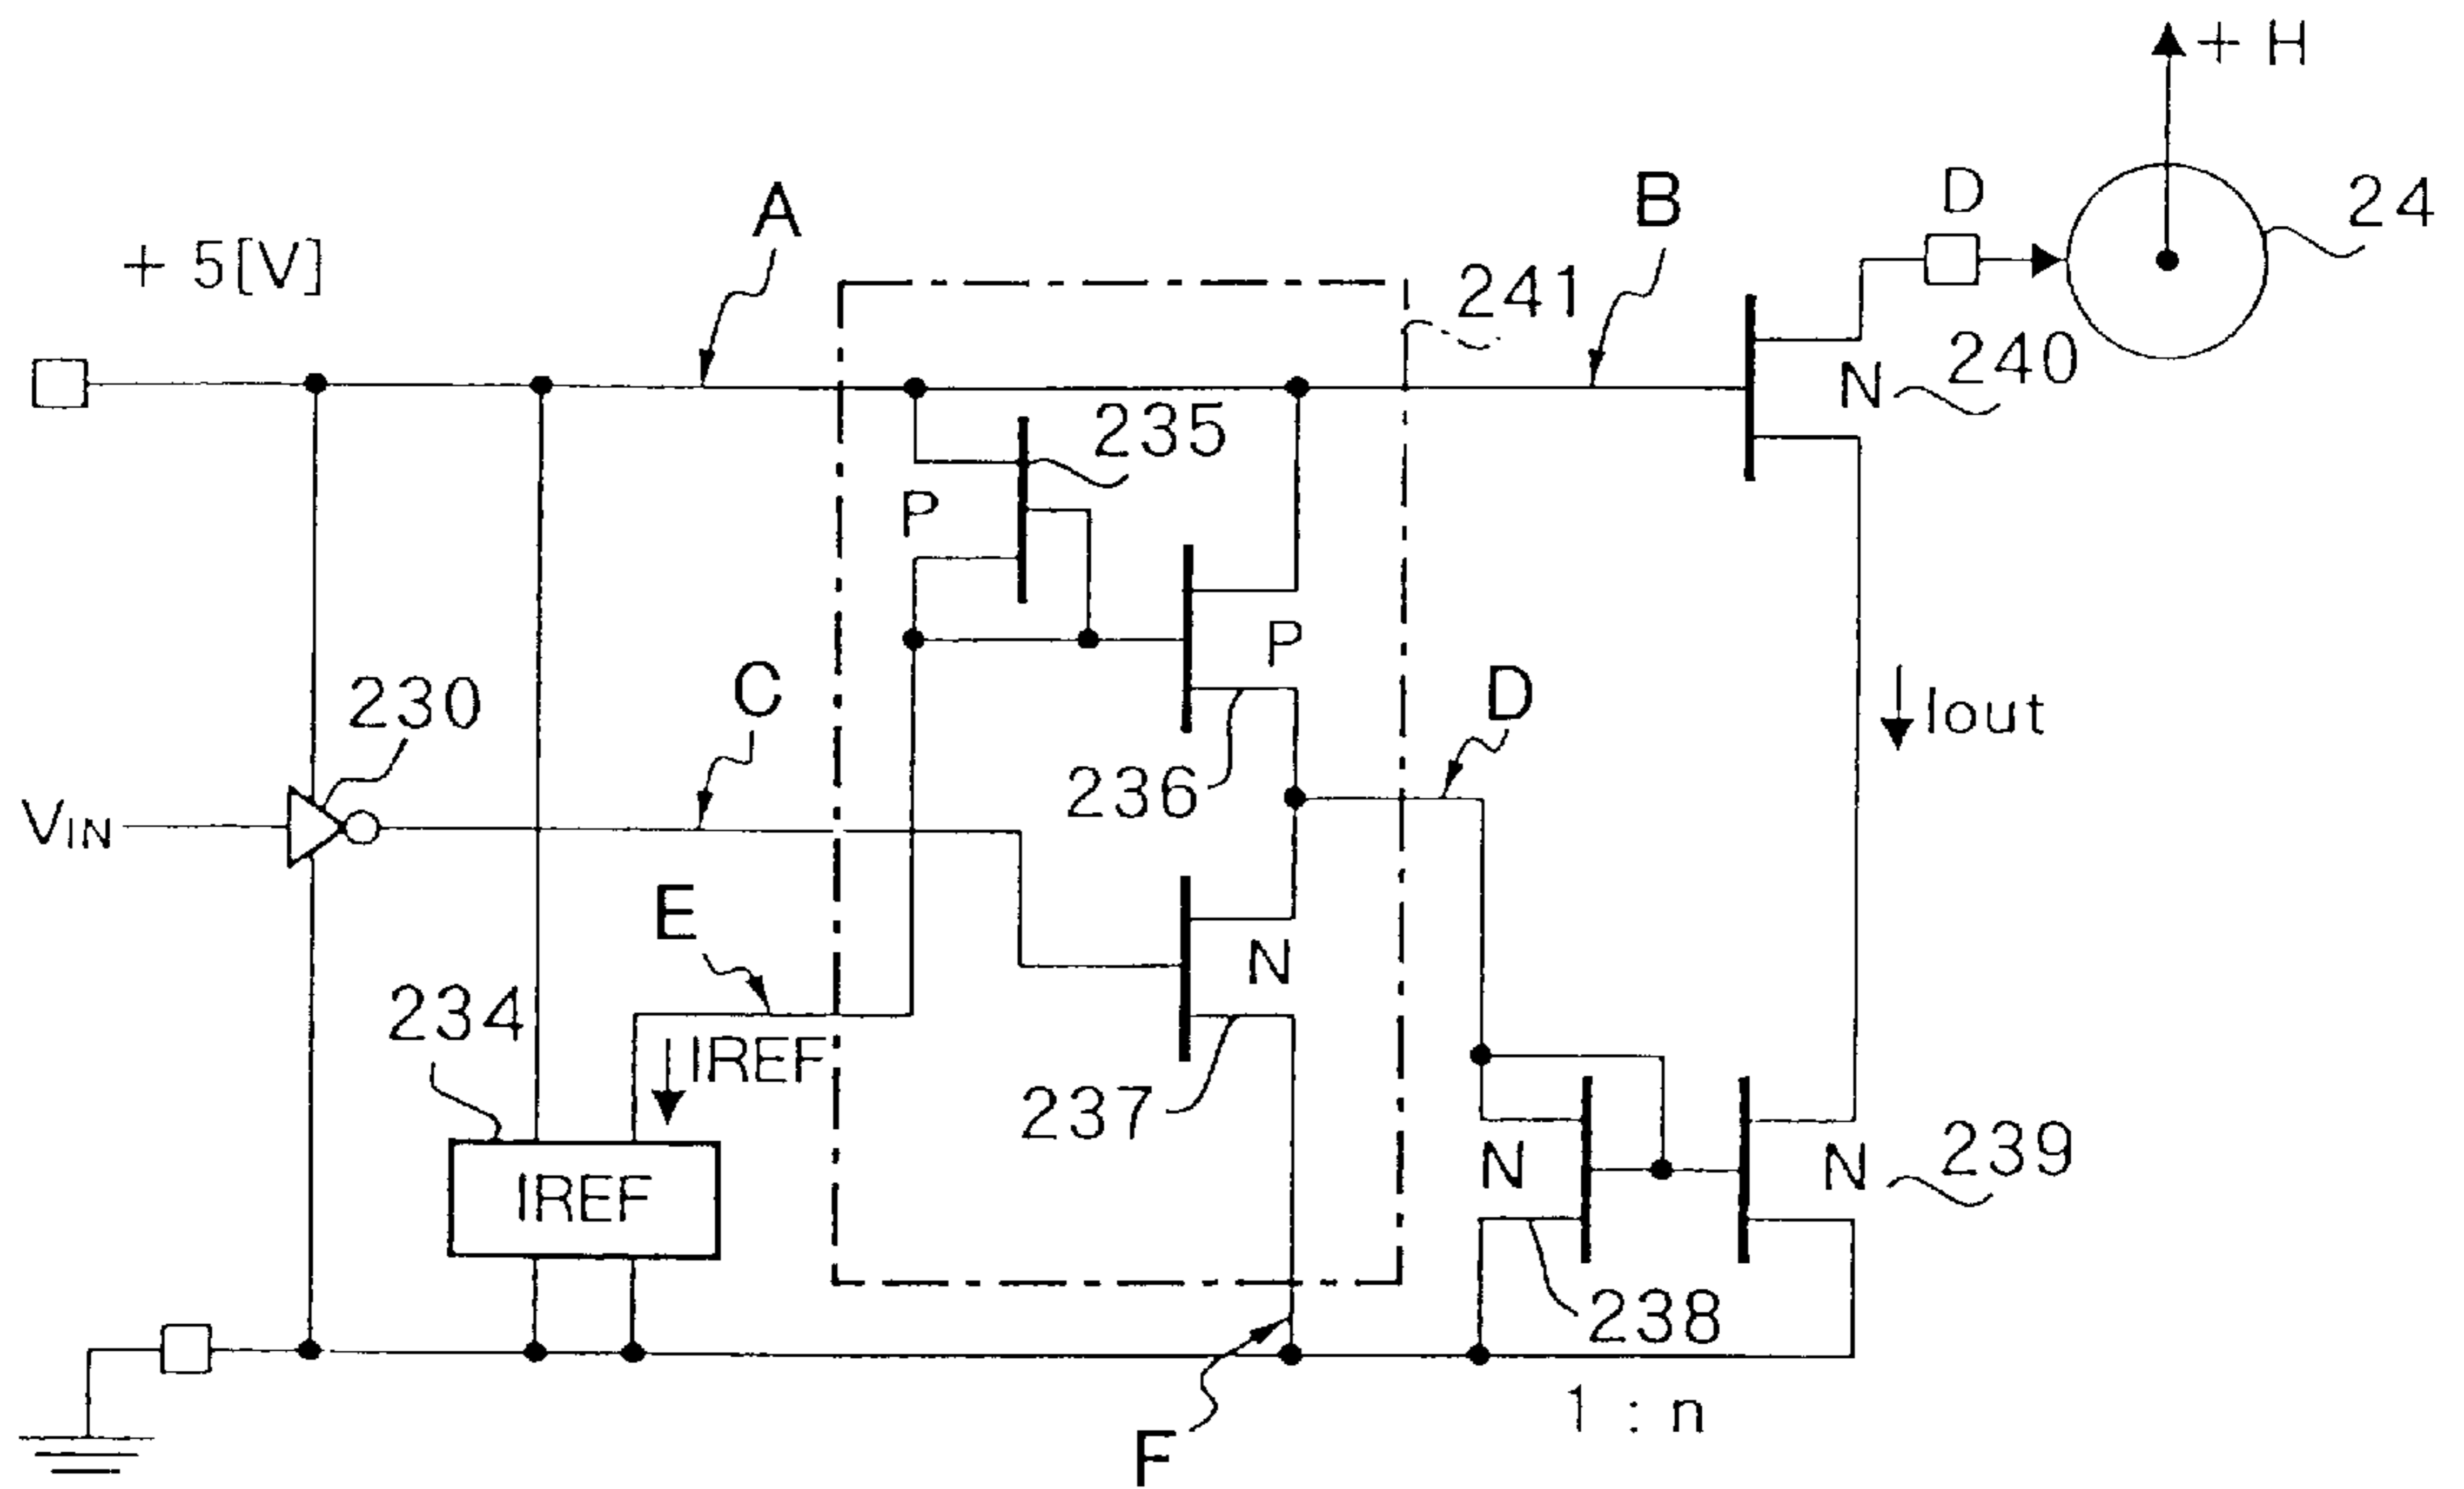 + H
A
B
D
24
+ 5[V]
241
240
N
235
P
P
230
C
D
Iout
236
VIN
E
N
234
IREF
237
N
N
239
IREF
238
1 : n
F